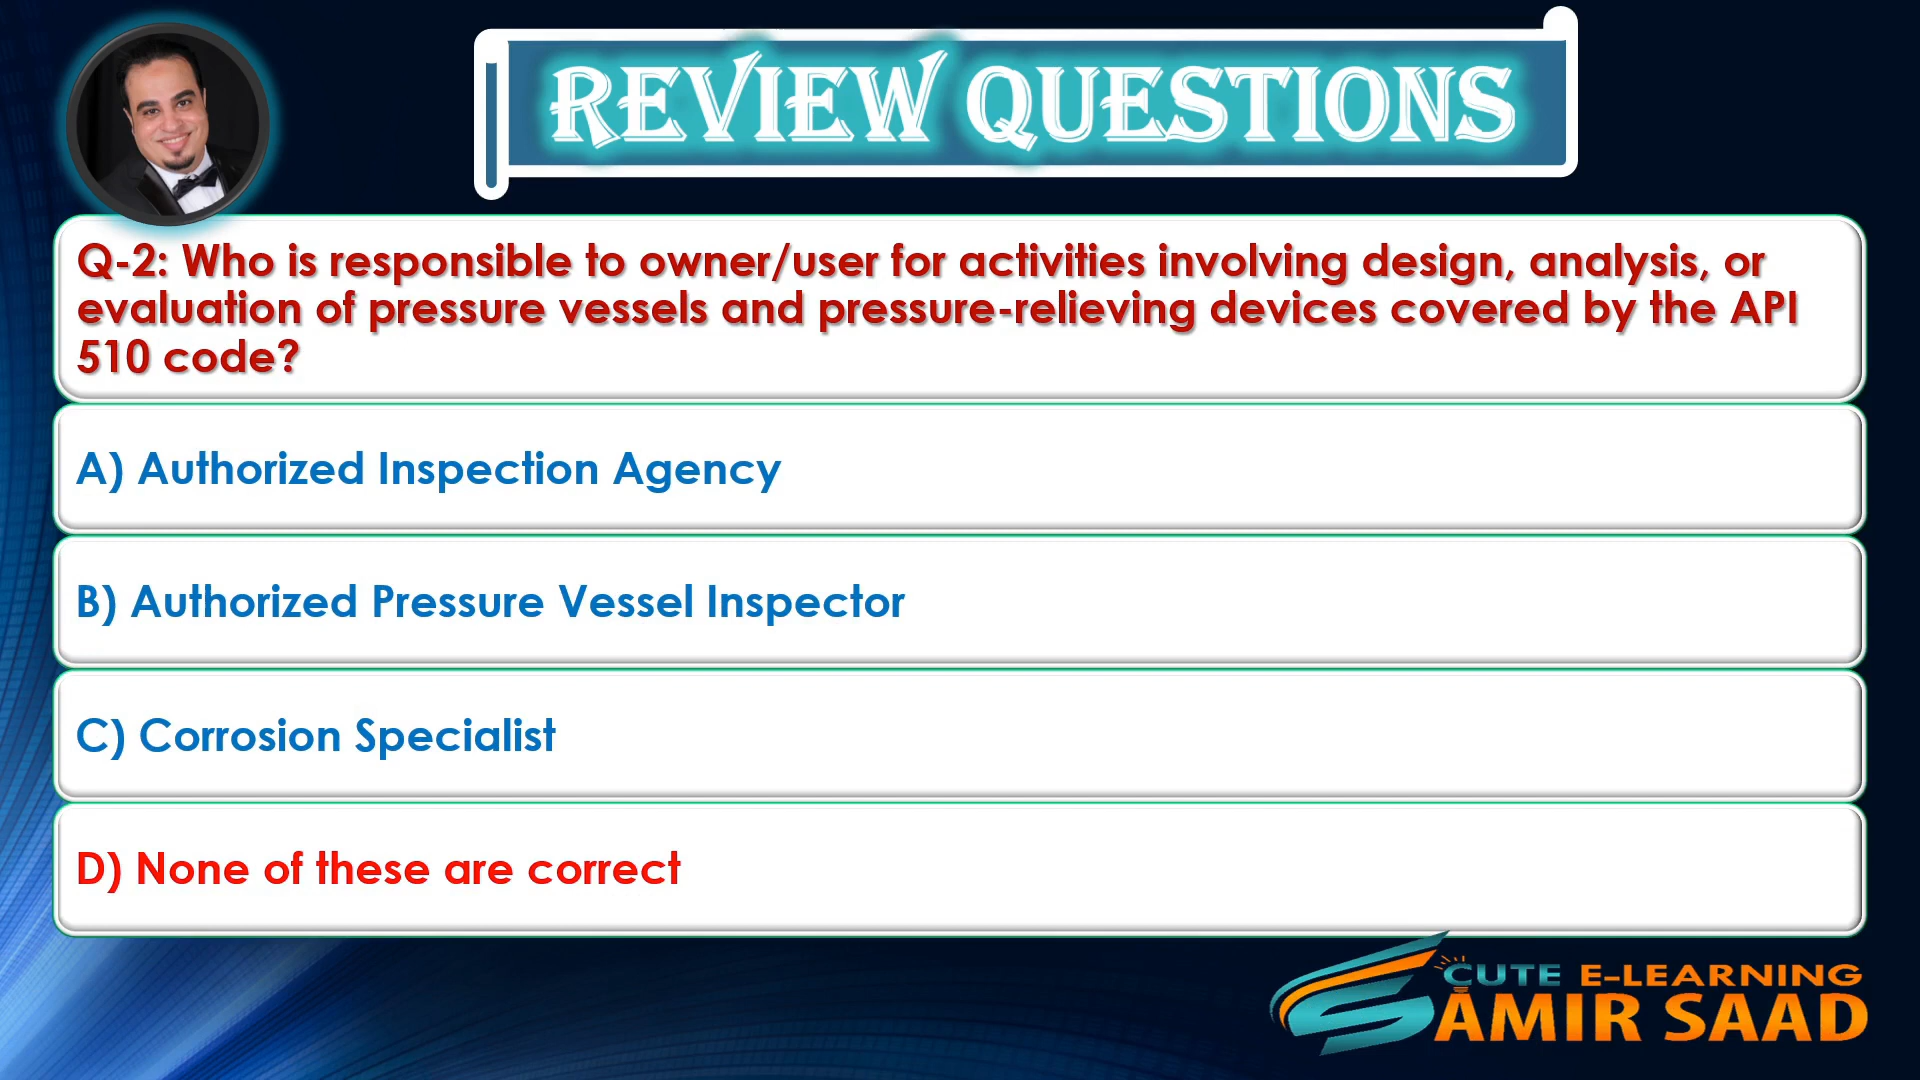 REVIEW QUESTIONS
Q-2: Who is responsible to owner/user for activities involving design, analysis, or
evaluation of pressure vessels and pressure-relieving devices covered by the API
510 code?
A) Authorized Inspection Agency
B) Authorized Pressure Vessel Inspector
C) Corrosion Specialist
D) None of these are correct
CUTE E-LEARNING
AMIR SAAD